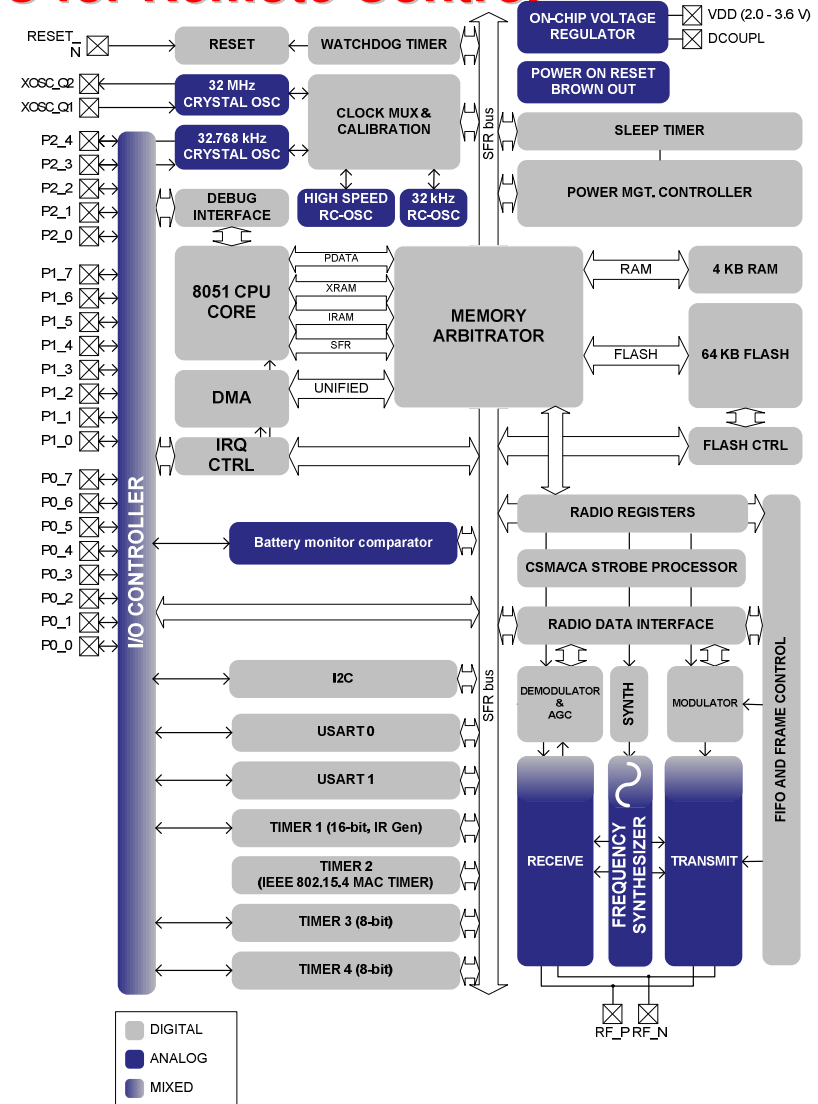 for Remote Control
RESET_N
RESET
WATCHDOG TIMER
ON-CHIP VOLTAGE
REGULATOR
VDD (2.0 - 3.6 V)
DCOUPL
XOSC_Q2
XOSC_Q1
32 MHz
CRYSTAL OSC
CLOCK MUX &
CALIBRATION
POWER ON RESET
BROWN OUT
SFR bus
SLEEP TIMER
P2_4
P2_3
P2_2
P2_1
P2_0
32.768 kHz
CRYSTAL OSC
DEBUG
INTERFACE
HIGH SPEED
RC-OSC
32 kHz
RC-OSC
POWER MGT. CONTROLLER
P1_7
P1_6
P1_5
P1_4
P1_3
P1_2
P1_1
P1_0
8051 CPU
CORE
PDATA
XRAM
IRAM
SFR
MEMORY
ARBITRATOR
RAM
4 KB RAM
FLASH
64 KB FLASH
DMA
UNIFIED
IRQ
CTRL
FLASH CTRL
P0_7
P0_6
P0_5
P0_4
P0_3
P0_2
P0_1
P0_0
I/O CONTROLLER
Battery monitor comparator
RADIO REGISTERS
CSMA/CA STROBE PROCESSOR
RADIO DATA INTERFACE
FIFO AND FRAME CONTROL
SFR bus
I2C
USART 0
USART 1
TIMER 1 (16-bit, IR Gen)
TIMER 2
(IEEE 802.15.4 MAC TIMER)
TIMER 3 (8-bit)
TIMER 4 (8-bit)
DEMODULATOR
&
AGC
SYNTH
MODULATOR
RECEIVE
FREQUENCY
SYNTHESIZER
TRANSMIT
RF_P
RF_N
DIGITAL
ANALOG
MIXED